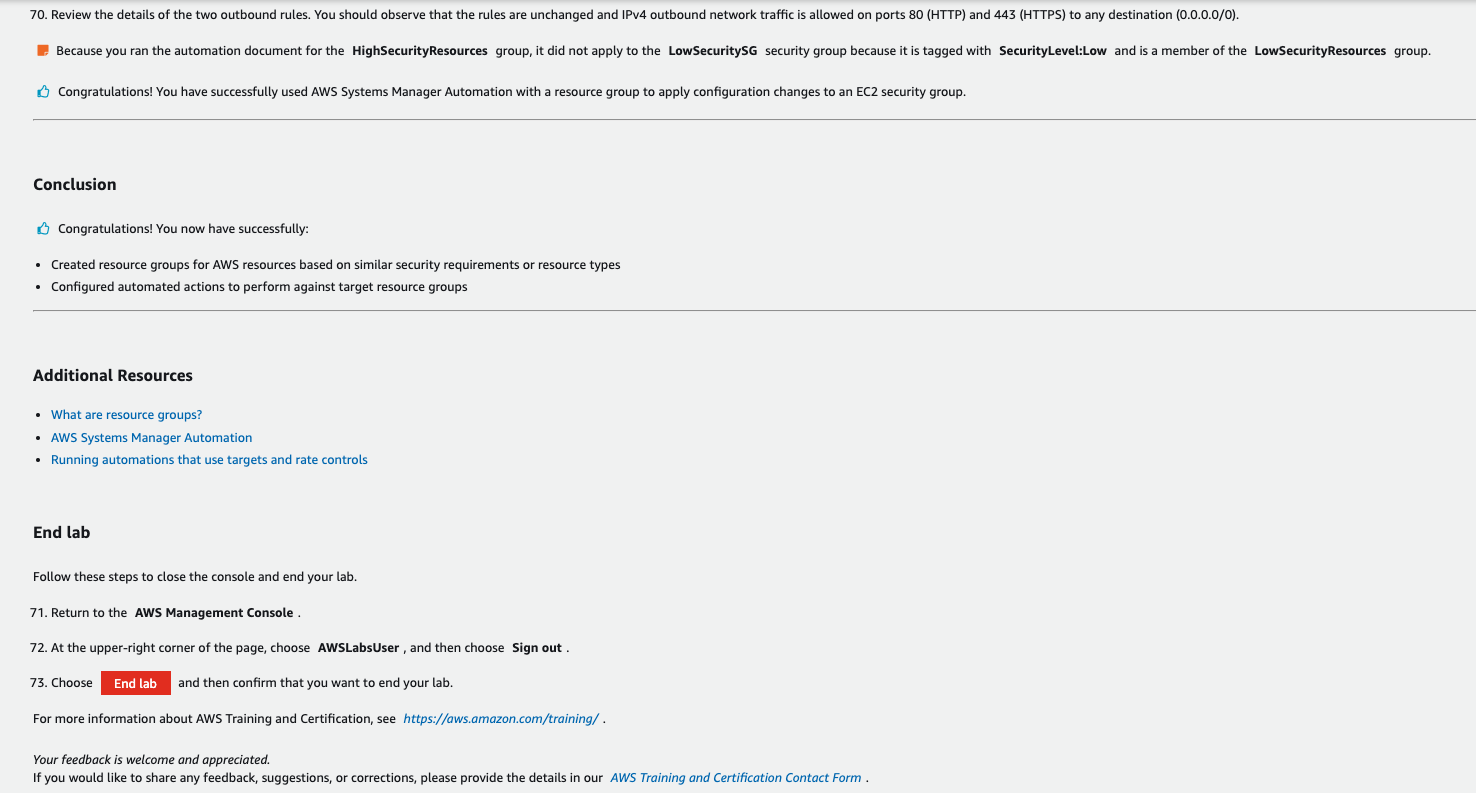 70. Review the details of the two outbound rules. You should observe that the rules are unchanged and IPv4 outbound network traffic is allowed on ports 80 (HTTP) and 443 (HTTPS) to any destination (0.0.0.0/0).
Because you ran the automation document for the HighSecurityResources group, it did not apply to the LowSecuritySG security group because it is tagged with SecurityLevel:Low and is a member of the LowSecurityResources group.
Congratulations! You have successfully used AWS Systems Manager Automation with a resource group to apply configuration changes to an EC2 security group.
Conclusion
Congratulations! You now have successfully:
• Created resource groups for AWS resources based on similar security requirements or resource types
• Configured automated actions to perform against target resource groups
Additional Resources
• What are resource groups?
• AWS Systems Manager Automation
• Running automations that use targets and rate controls
End lab
Follow these steps to close the console and end your lab.
71. Return to the AWS Management Console .
72. At the upper-right corner of the page, choose AWSLabsUser , and then choose Sign out .
73. Choose End lab and then confirm that you want to end your lab.
For more information about AWS Training and Certification, see https://aws.amazon.com/training/ .
Your feedback is welcome and appreciated.
If you would like to share any feedback, suggestions, or corrections, please provide the details in our AWS Training and Certification Contact Form .